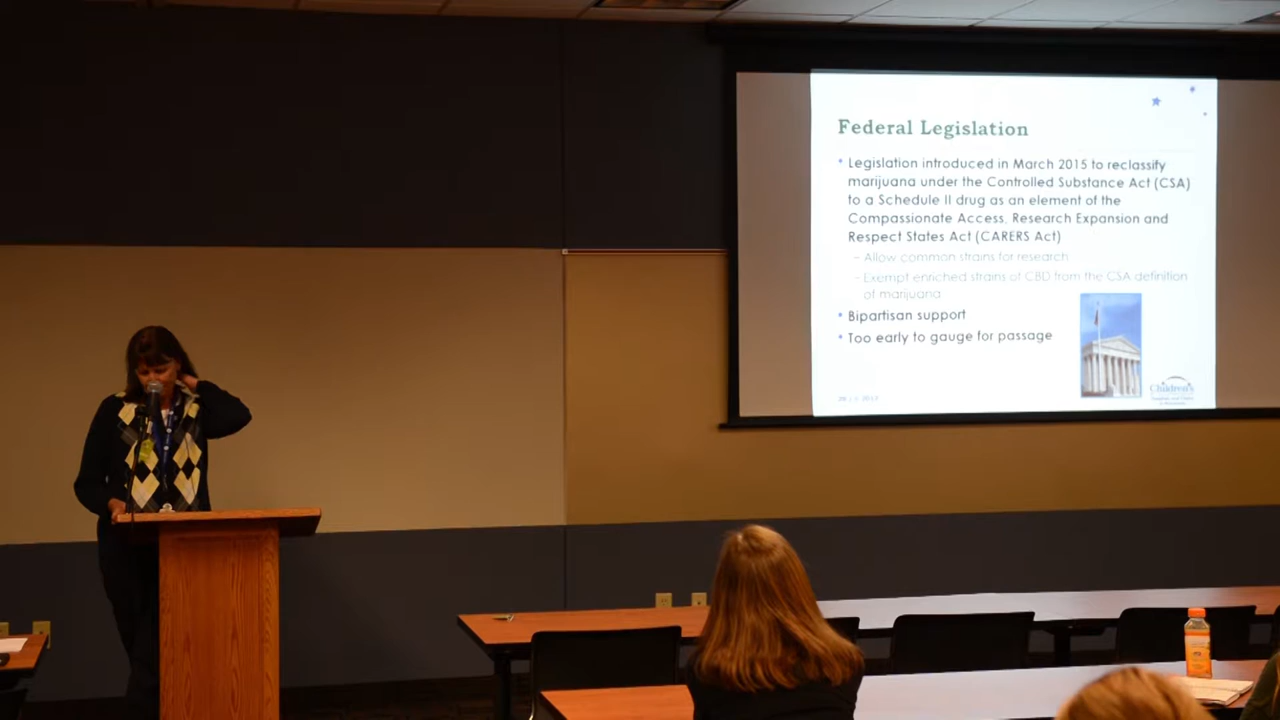 Federal Legislation
* Legislation introduced in March 2015 to reclassify
marijuana under the Controlled Substance Act (CSA)
to a Schedule II drug as an element of the
Compassionate Access, Research Expansion and
Respect States Act (CARERS Act)
– Allow common strains for research
– Exempt enriched strains of CBD from the CSA definition
of marijuana
* Bipartisan support
* Too early to gauge for passage
Children's